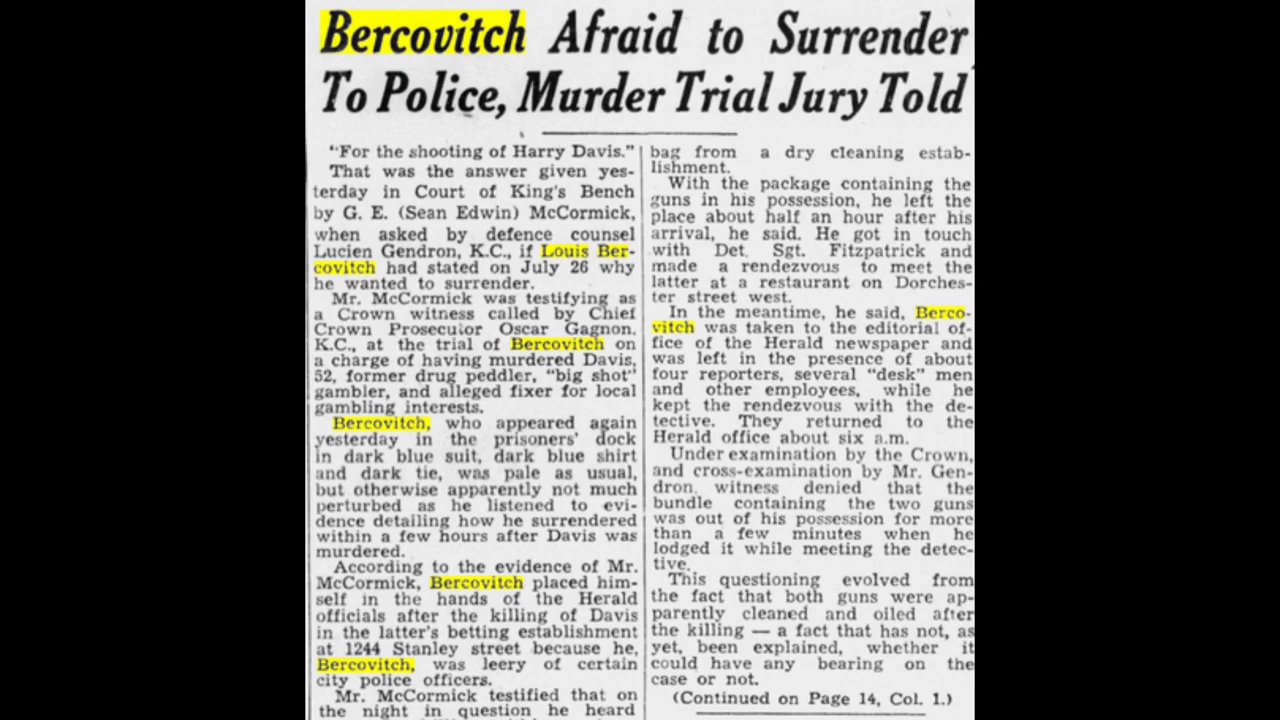 Bercovitch Afraid to Surrender
To Police, Murder Trial Jury Told
"For the shooting of Harry Davis."
That was the answer given yes-
terday in Court of King's Bench
by G. E. (Sean Edwin) McCormick,
when asked by defence counsel
Lucien Gendron, K.C., if Louis Ber-
covitch had stated on July 26 why
he wanted to surrender.
Mr. McCormick was testifying as
a Crown witness called by Chief
Crown Prosecutor Oscar Gagnon,
K.C., at the trial of Bercovitch on
a charge of having murdered Davis,
52, former drug peddler, "big shot"
gambler, and alleged fixer for local
gambling interests.
Bercovitch, who appeared again
yesterday in the prisoners' dock
in dark blue suit, dark blue shirt
and dark tie, was pale as usual,
but otherwise apparently not much
perturbed as he listened to evi-
dence detailing how he surrendered
within a few hours after Davis was
murdered.
According to the evidence of Mr.
McCormick, Bercovitch placed him-
self in the hands of the Herald
officials after the killing of Davis
in the latter's betting establishment
at 1244 Stanley street because he,
Bercovitch, was leery of certain
city police officers.
Mr. McCormick testified that on
the night in question he heard
bag from a dry cleaning estab-
lishment.
With the package containing the
guns in his possession, he left the
place about half an hour after his
arrival, he said. He got in touch
with Det. Sgt. Fitzpatrick and
made a rendezvous to meet the
latter at a restaurant on Dorches-
ter street west.
In the meantime, he said, Berco-
vitch was taken to the editorial of-
fice of the Herald newspaper and
was left in the presence of about
four reporters, several "desk" men
and other employees, while he
kept the rendezvous with the de-
tective. They returned to the
Herald office about six a.m.
Under examination by the Crown,
and cross-examination by Mr. Gen-
dron, witness denied that the
bundle containing the two guns
was out of his possession for more
than a few minutes when he
lodged it while meeting the detec-
tive.
This questioning evolved from
the fact that both guns were ap-
parently cleaned and oiled after
the killing — a fact that has not, as
yet, been explained, whether it
could have any bearing on the
case or not.
(Continued on Page 14, Col. 1.)